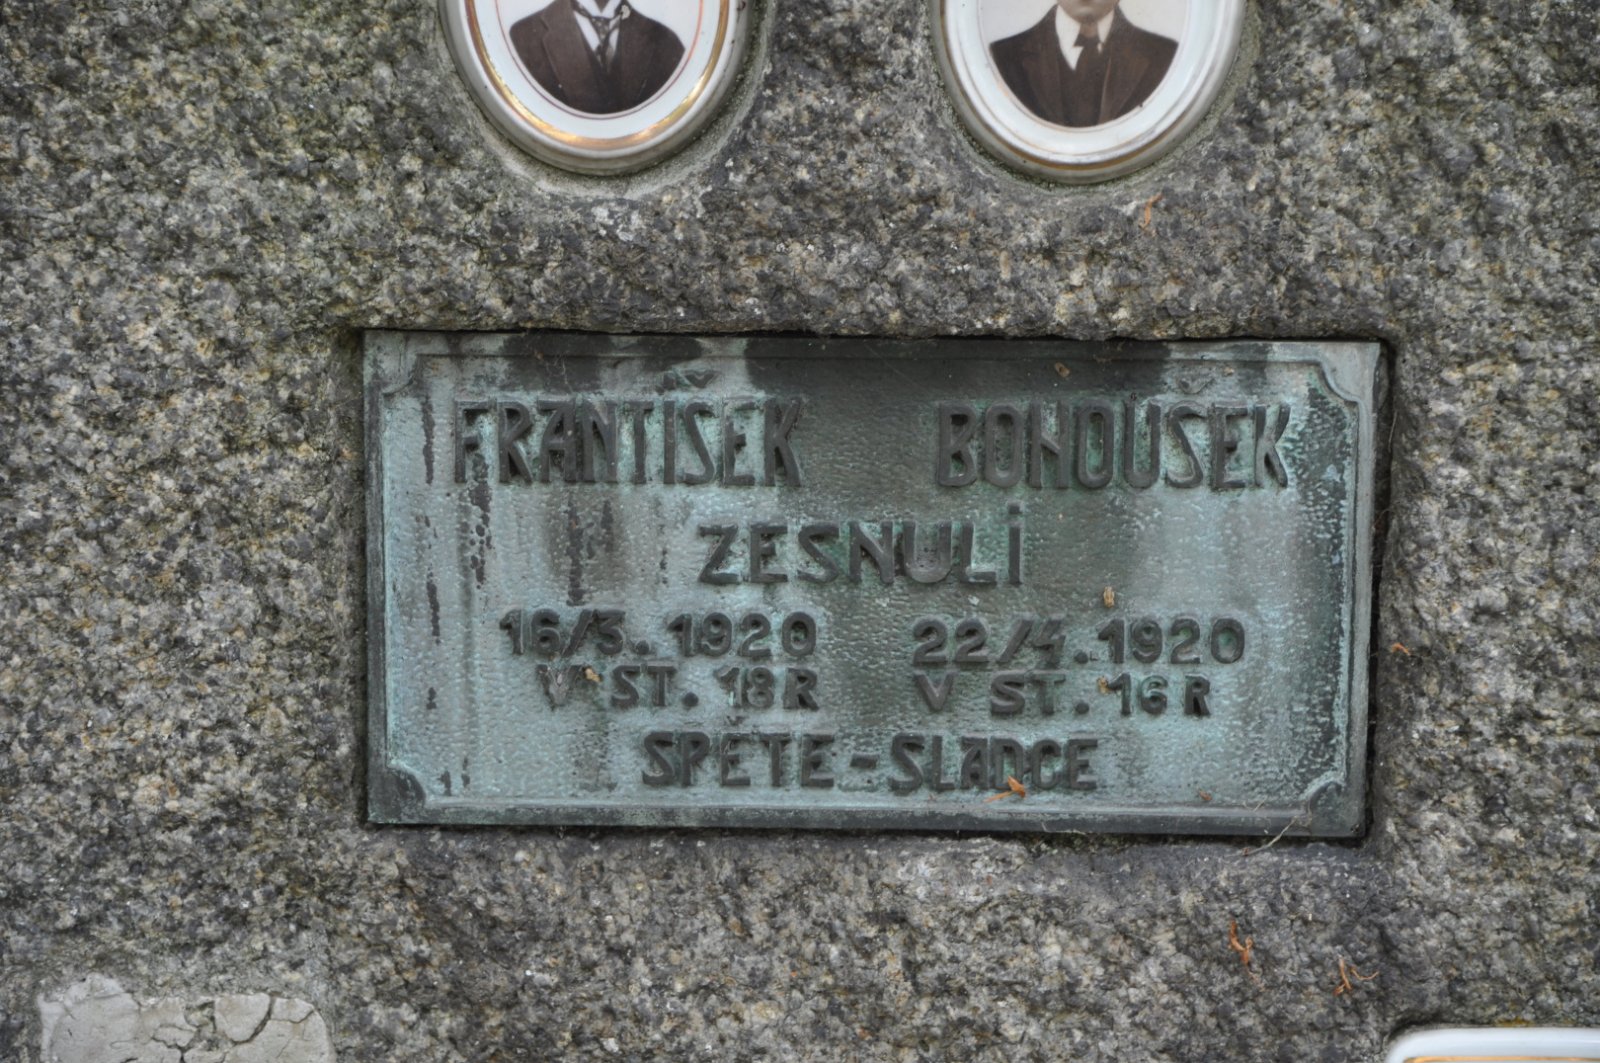 FRANTIŠEK BOHOUŠEK
ZESNULi
16/3. 1920 22/4. 1920
V ST. 18 R V ST. 16 R
SPĚTE-SLADCE